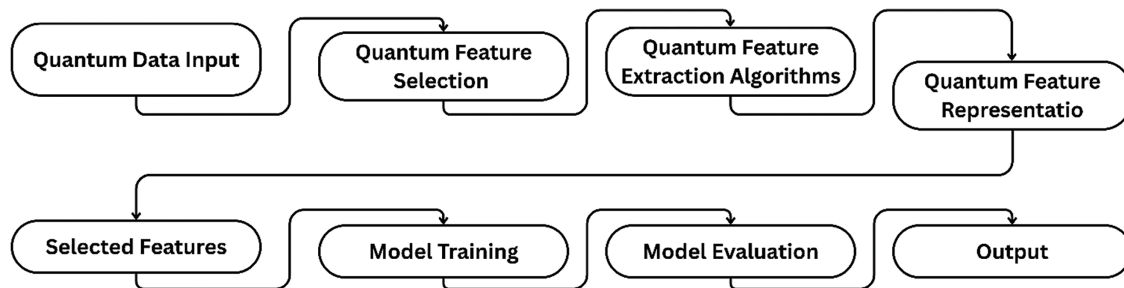 Quantum Data Input
Quantum Feature
Selection
Quantum Feature
Extraction Algorithms
Quantum Feature
Representatio
Selected Features
Model Training
Model Evaluation
Output